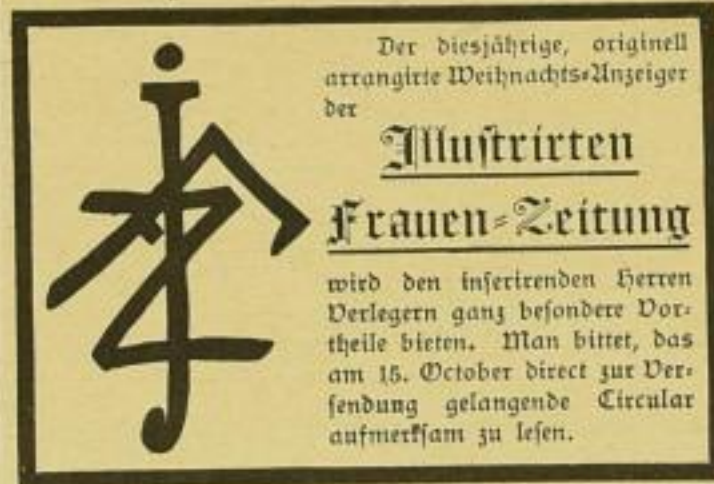 Der diesjährige, originell
arrangirte Weihnachts-Anzeiger
der
Illustrirten
Frauen-Zeitung
wird den inserirenden Herren
Verlegern ganz besondere Vor-
theile bieten. Man bittet, das
am 15. October direct zur Ver-
sendung gelangende Circular
aufmerksam zu lesen.